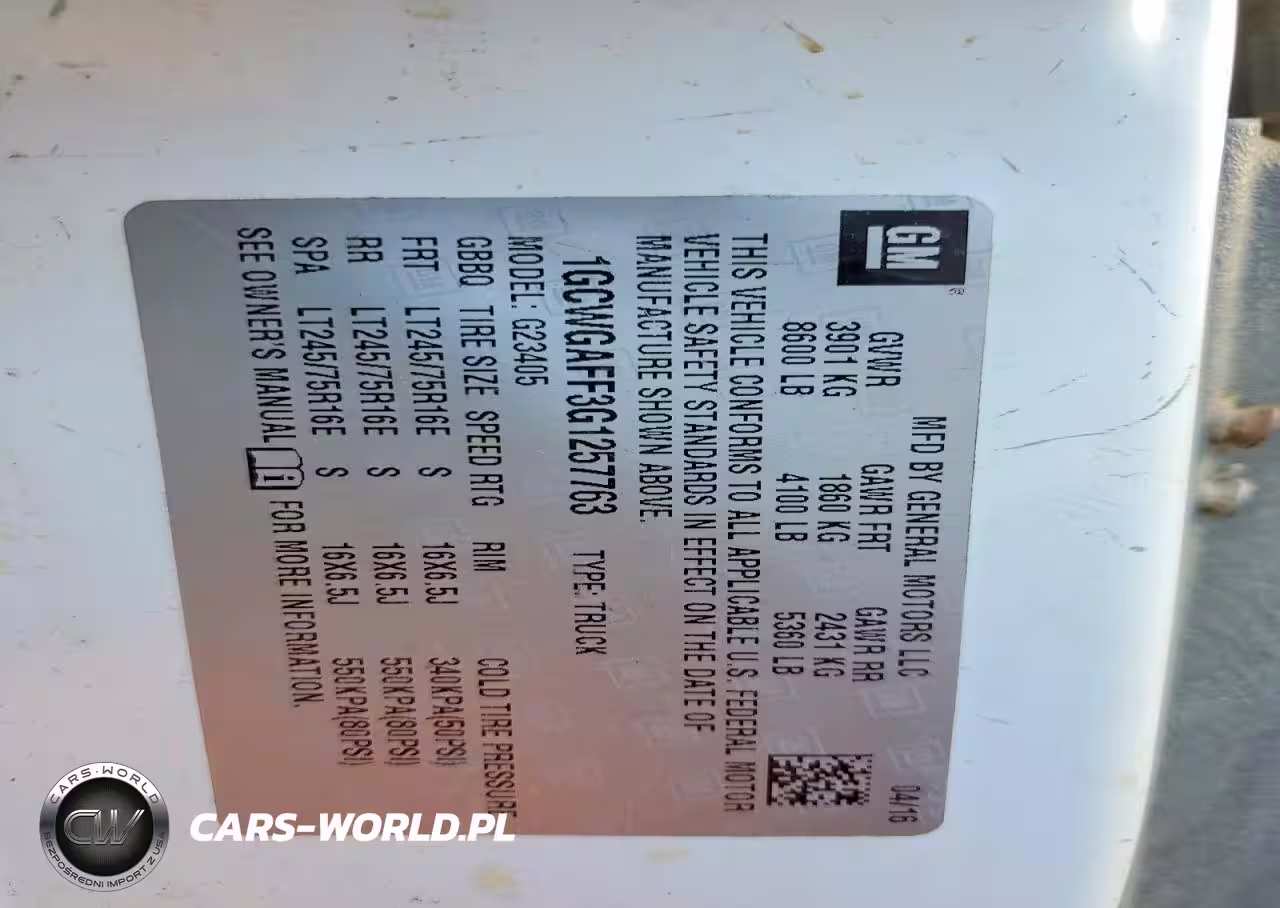 GM
MFD BY GENERAL MOTORS LLC 04/16
GVWR GAWR FRT GAWR RR
3901 KG 1860 KG 2431 KG
8600 LB 4100 LB 5360 LB
THIS VEHICLE CONFORMS TO ALL APPLICABLE U.S. FEDERAL MOTOR
VEHICLE SAFETY STANDARDS IN EFFECT ON THE DATE OF
MANUFACTURE SHOWN ABOVE.
1GCWGAFF3G1257763 TYPE: TRUCK
MODEL: G23405
GBBQ TIRE SIZE SPEED RTG RIM COLD TIRE PRESSURE
FRT LT245/75R16E S 16X6.5J 340KPA(50PSI)
RR LT245/75R16E S 16X6.5J 550KPA(80PSI)
SPA LT245/75R16E S 16X6.5J 550KPA(80PSI)
SEE OWNER'S MANUAL FOR MORE INFORMATION.
CARS-WORLD
CW
BEZPOŚREDNI IMPORT Z USA
CARS-WORLD.PL